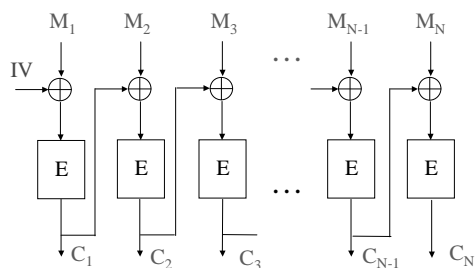 M1 M2 M3 ... MN-1 MN
IV
E E E ... E E
C1 C2 C3 CN-1 CN